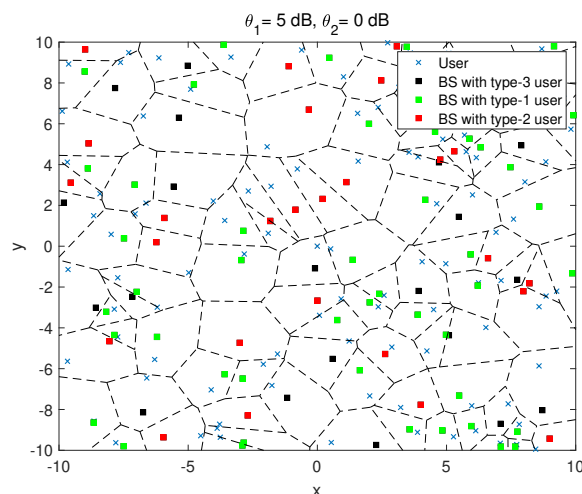 θ₁= 5 dB, θ₂= 0 dB
User
BS with type-3 user
BS with type-1 user
BS with type-2 user
10
8
6
4
2
0
-2
-4
-6
-8
-10
y
-10 -5 0 5 10
x